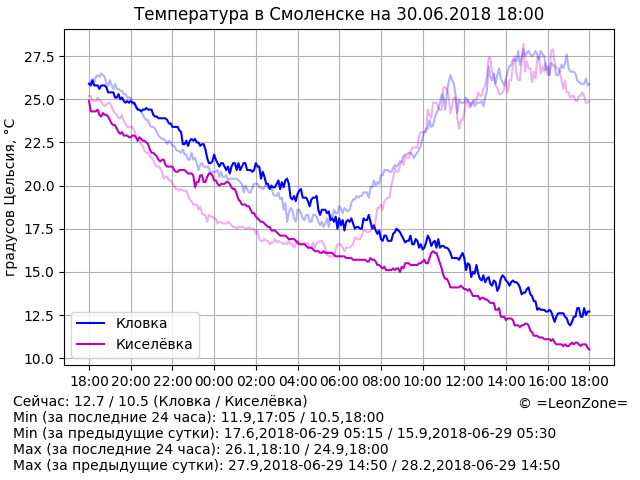 Температура в Смоленске на 30.06.2018 18:00
градусов Цельсия, °C
27.5
25.0
22.5
20.0
17.5
15.0
12.5
10.0
Кловка
Киселёвка
18:00 20:00 22:00 00:00 02:00 04:00 06:00 08:00 10:00 12:00 14:00 16:00 18:00
Сейчас: 12.7 / 10.5 (Кловка / Киселёвка)
© =LeonZone=
Min (за последние 24 часа): 11.9,17:05 / 10.5,18:00
Min (за предыдущие сутки): 17.6,2018-06-29 05:15 / 15.9,2018-06-29 05:30
Max (за последние 24 часа): 26.1,18:10 / 24.9,18:00
Max (за предыдущие сутки): 27.9,2018-06-29 14:50 / 28.2,2018-06-29 14:50